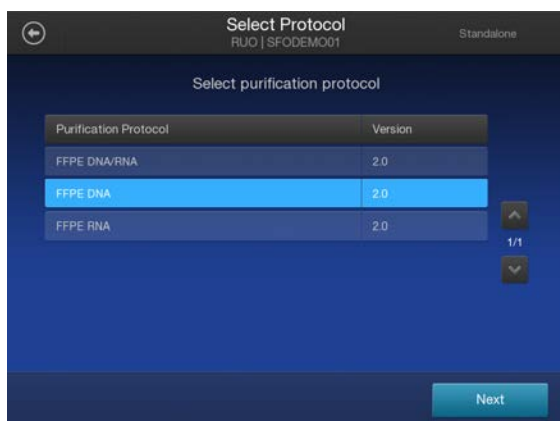 Select Protocol
RUO | SFODEMO01
Standalone
Select purification protocol
Purification Protocol Version
FFPE DNA/RNA 2.0
FFPE DNA 2.0
FFPE RNA 2.0
1/1
Next